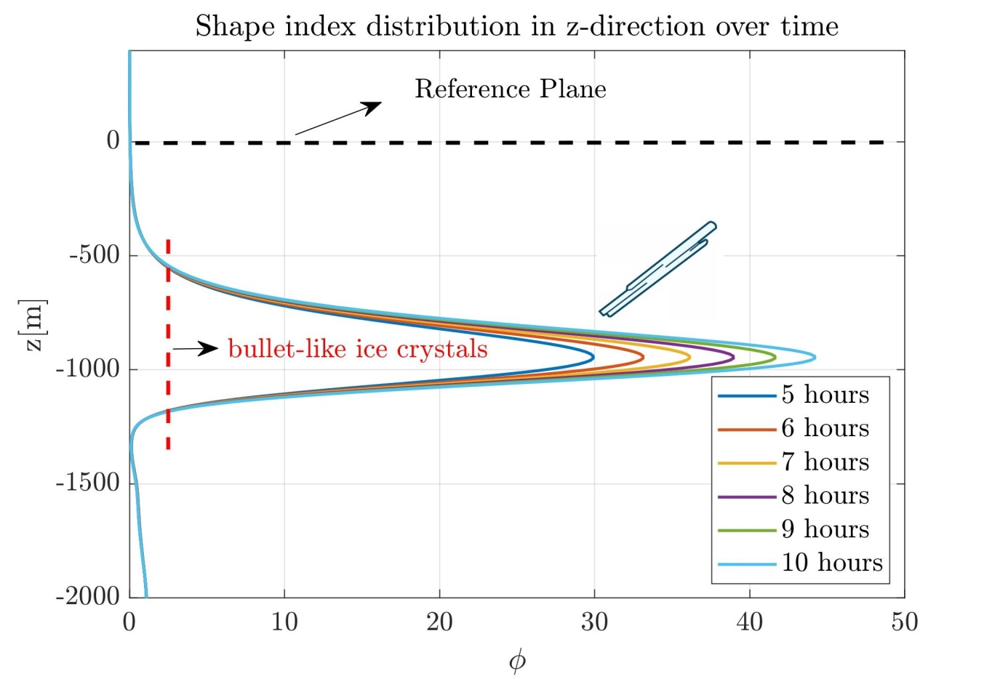 Shape index distribution in z-direction over time
Reference Plane
0
-500
-1000
-1500
-2000
z[m]
bullet-like ice crystals
5 hours
6 hours
7 hours
8 hours
9 hours
10 hours
0 10 20 30 40 50
ϕ